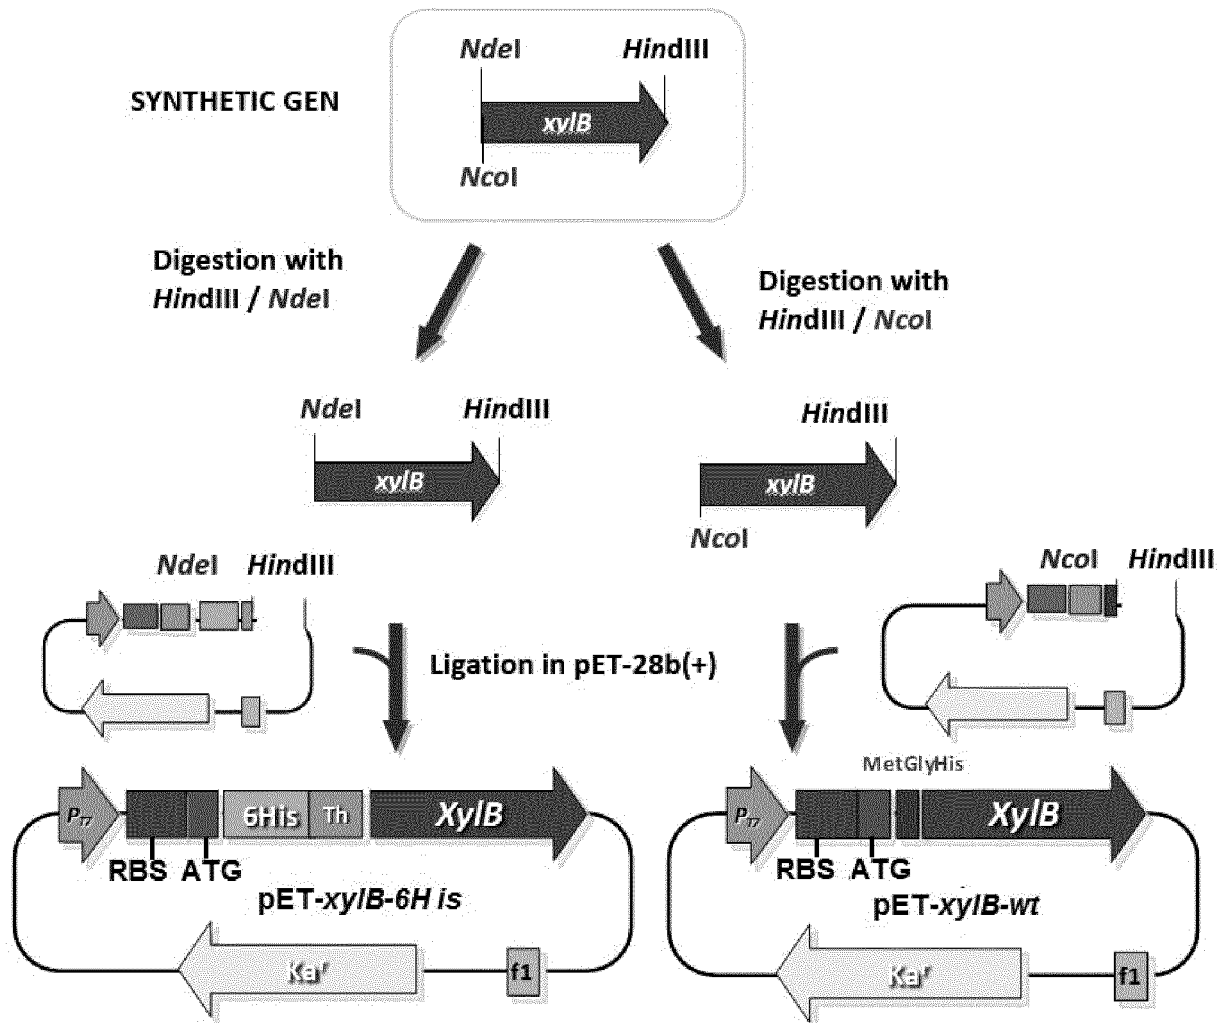 NdeI HindIII
SYNTHETIC GEN
xylB
NcoI
Digestion with
HindIII / NdeI
Digestion with
HindIII / NcoI
NdeI HindIII
xylB
HindIII
xylB
NcoI
NdeI HindIII
NcoI HindIII
Ligation in pET-28b(+)
MetGlyHis
PT7 6His Th XylB
RBS ATG
pET-xylB-6H is
Kaʳ f1
PT7 XylB
RBS ATG
pET-xylB-wt
Kaʳ f1